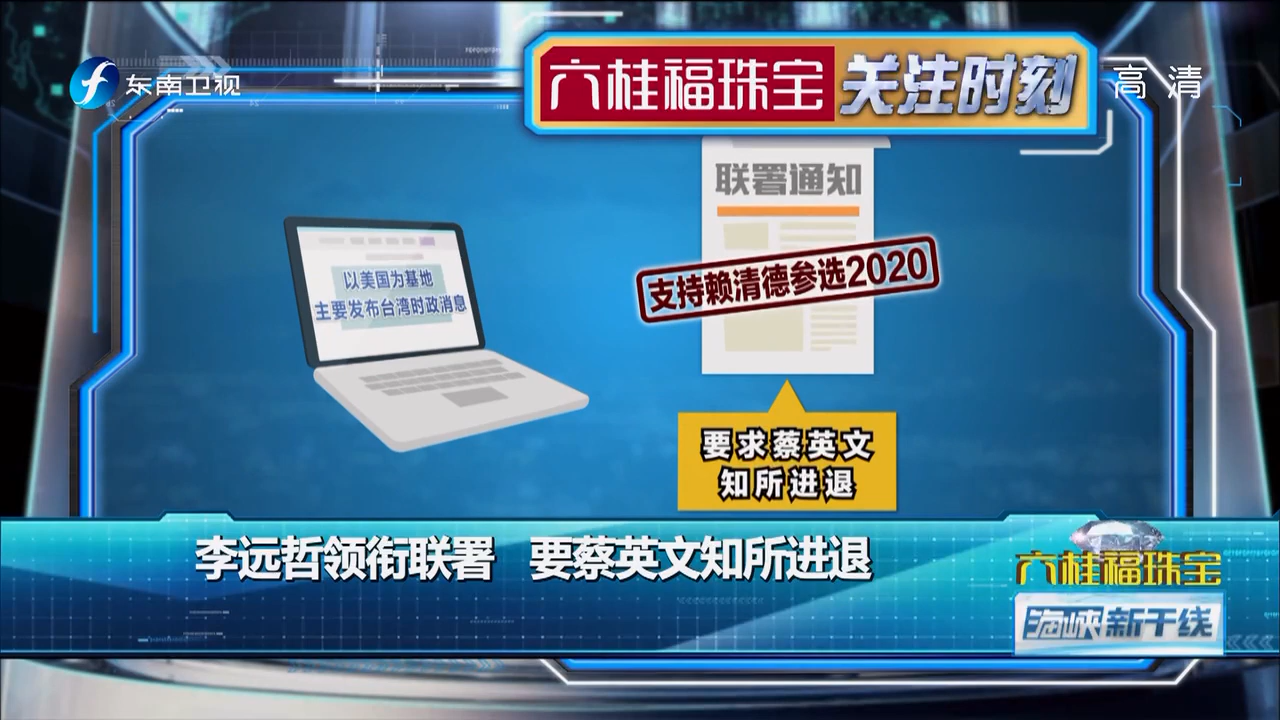 东南卫视
六桂福珠宝 关注时刻
高清
联署通知
以美国为基地
主要发布台湾时政消息
支持赖清德参选2020
要求蔡英文
知所进退
李远哲领衔联署 要蔡英文知所进退
六桂福珠宝
海峡新干线